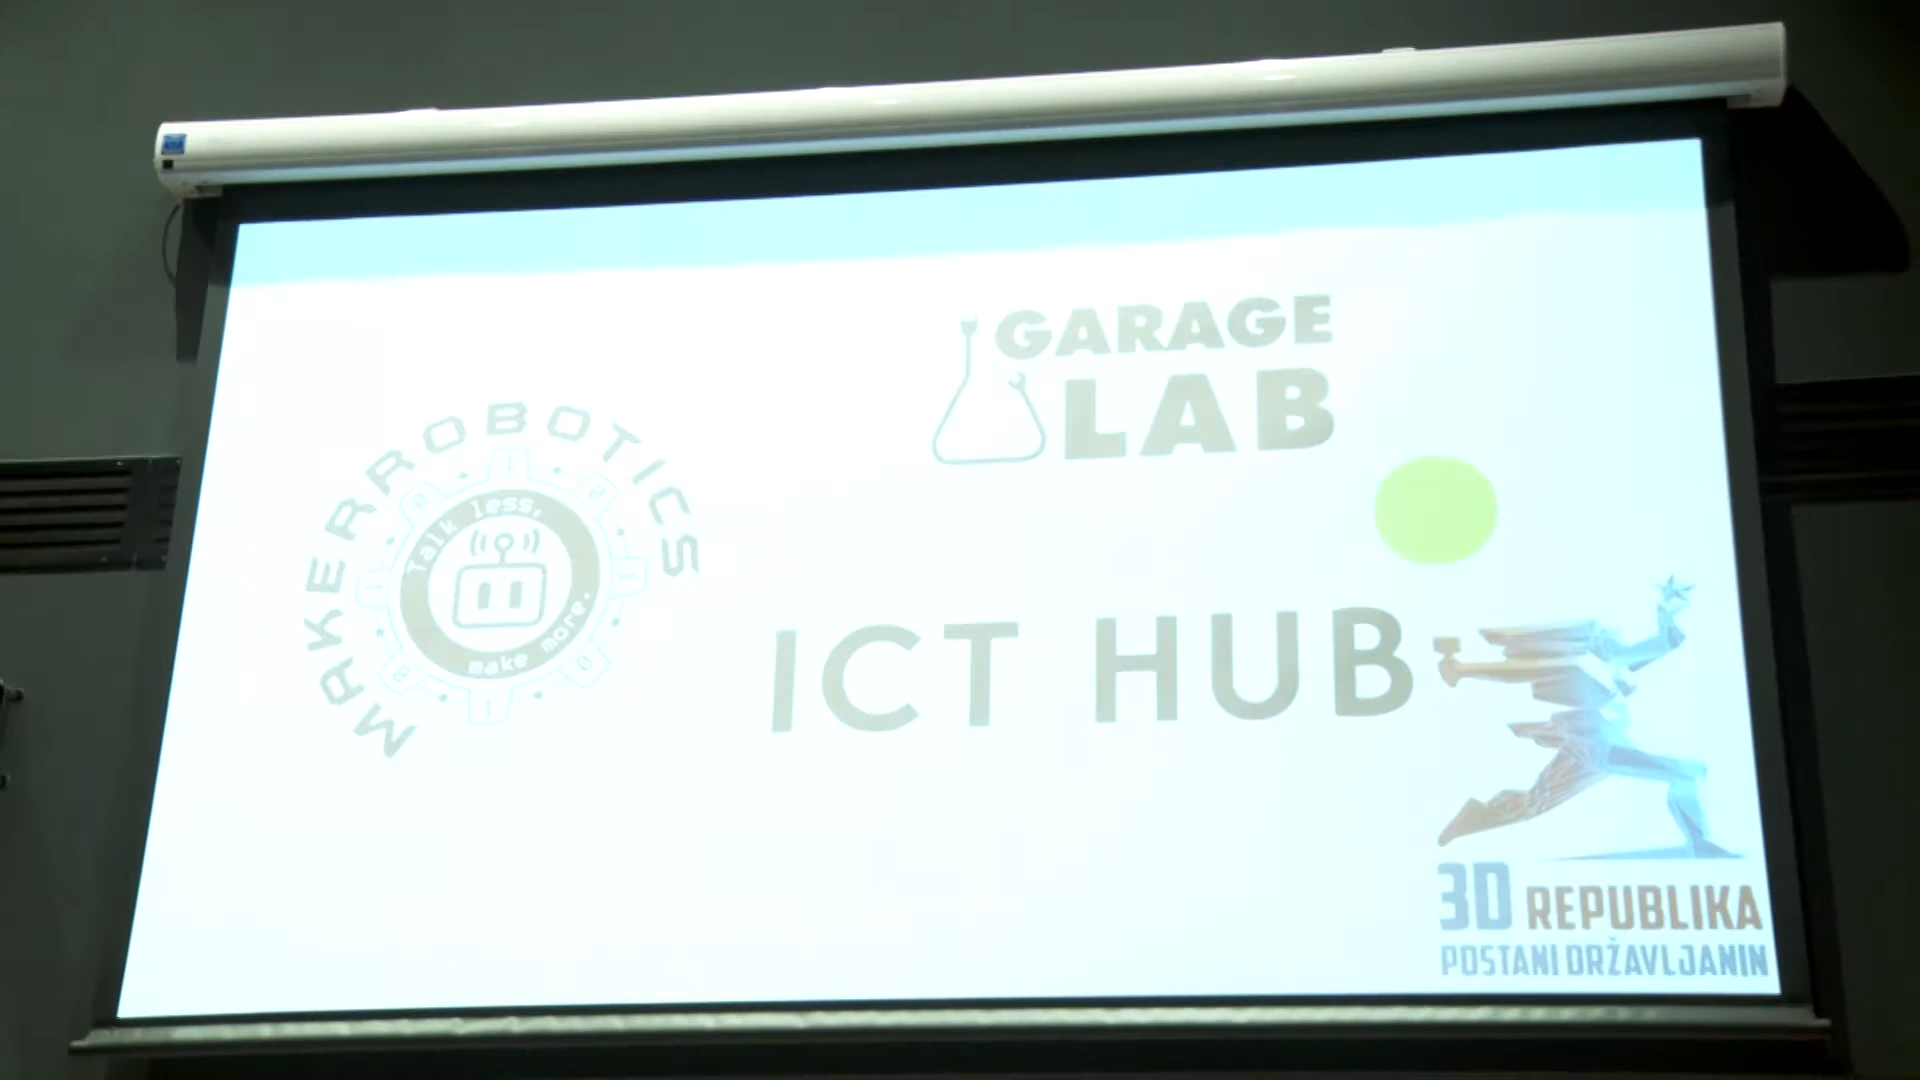 GARAGE
LAB
MAKERROBOTICS
Talk less,
make more.
ICT HUB
3D REPUBLIKA
POSTANI DRŽAVLJANIN